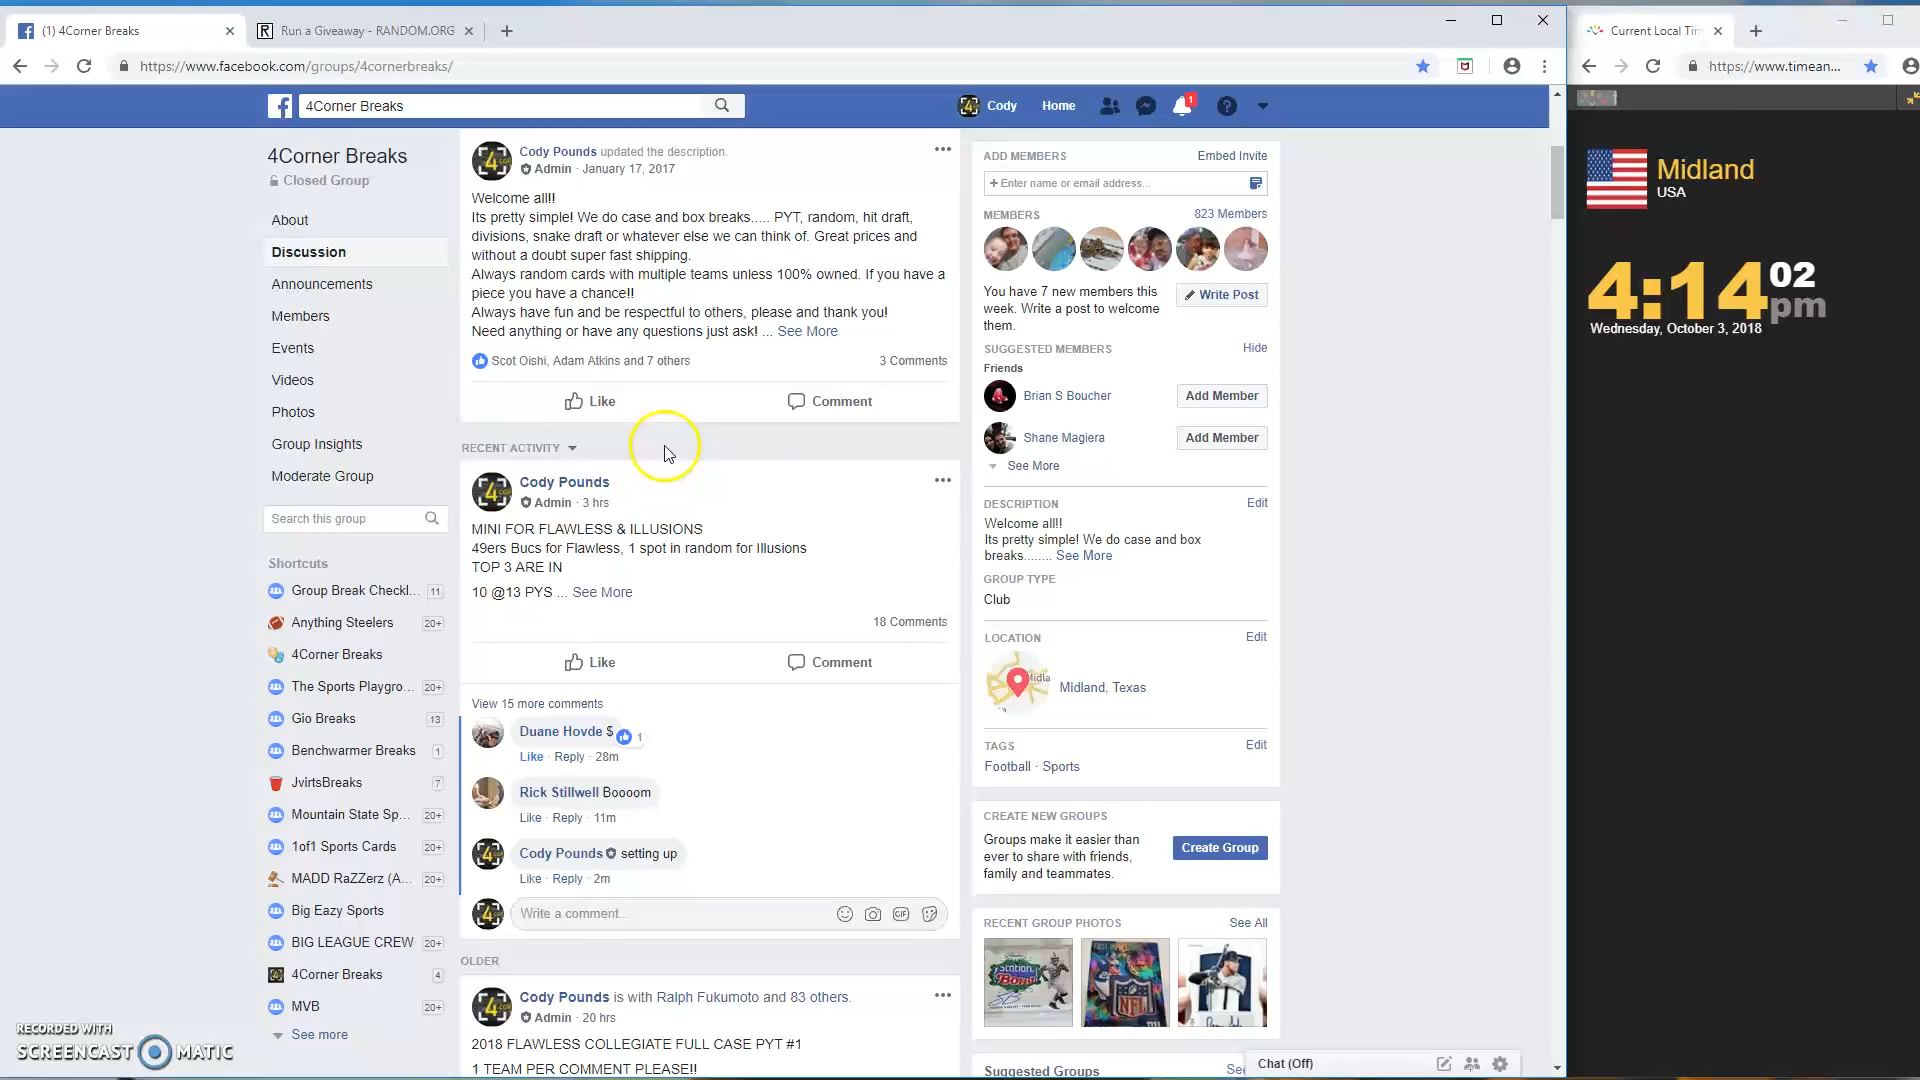 (1) 4Corner Breaks
Run a Giveaway - RANDOM.ORG
Current Local Tim
https://www.facebook.com/groups/4cornerbreaks/
https://www.timean...
4Corner Breaks
Cody
Home
1
4Corner Breaks
Closed Group
About
Discussion
Announcements
Members
Events
Videos
Photos
Group Insights
Moderate Group
Search this group
Shortcuts
Group Break Checkl... 11
Anything Steelers 20+
4Corner Breaks
The Sports Playgro... 20+
Gio Breaks 13
Benchwarmer Breaks 1
JvirtsBreaks 7
Mountain State Sp... 20+
1of1 Sports Cards 20+
MADD RaZZerz (A... 20+
Big Eazy Sports
BIG LEAGUE CREW 20+
4Corner Breaks 4
MVB 20+
See more
RECORDED WITH
SCREENCAST MATIC
Cody Pounds updated the description.
Admin · January 17, 2017
Welcome all!!
Its pretty simple! We do case and box breaks..... PYT, random, hit draft,
divisions, snake draft or whatever else we can think of. Great prices and
without a doubt super fast shipping.
Always random cards with multiple teams unless 100% owned. If you have a
piece you have a chance!!
Always have fun and be respectful to others, please and thank you!
Need anything or have any questions just ask! ... See More
Scot Oishi, Adam Atkins and 7 others
3 Comments
Like
Comment
RECENT ACTIVITY
Cody Pounds
Admin · 3 hrs
MINI FOR FLAWLESS & ILLUSIONS
49ers Bucs for Flawless, 1 spot in random for Illusions
TOP 3 ARE IN
10 @13 PYS ... See More
18 Comments
Like
Comment
View 15 more comments
Duane Hovde $
1
Like · Reply · 28m
Rick Stillwell Boooom
Like · Reply · 11m
Cody Pounds setting up
Like · Reply · 2m
Write a comment...
GIF
OLDER
Cody Pounds is with Ralph Fukumoto and 83 others.
Admin · 20 hrs
2018 FLAWLESS COLLEGIATE FULL CASE PYT #1
1 TEAM PER COMMENT PLEASE!!
ADD MEMBERS
Embed Invite
+ Enter name or email address...
MEMBERS
823 Members
You have 7 new members this
week. Write a post to welcome
them.
Write Post
SUGGESTED MEMBERS
Hide
Friends
Brian S Boucher
Add Member
Shane Magiera
Add Member
See More
DESCRIPTION
Edit
Welcome all!!
Its pretty simple! We do case and box
breaks........ See More
GROUP TYPE
Club
LOCATION
Edit
Midland, Texas
TAGS
Edit
Football · Sports
CREATE NEW GROUPS
Groups make it easier than
ever to share with friends,
family and teammates.
Create Group
RECENT GROUP PHOTOS
See All
NFL
Suggested Groups
Chat (Off)
Midland
USA
4:14 02
pm
Wednesday, October 3, 2018